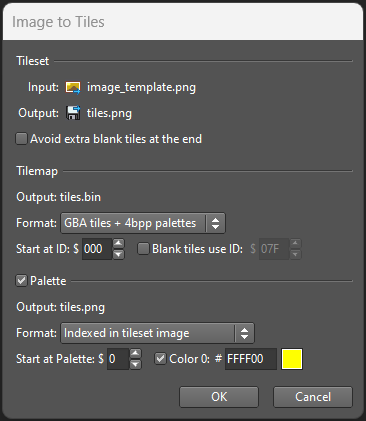 Image to Tiles
Tileset
Input: image_template.png
Output: tiles.png
Avoid extra blank tiles at the end
Tilemap
Output: tiles.bin
Format: GBA tiles + 4bpp palettes
Start at ID: $ 000 Blank tiles use ID: $ 07F
Palette
Output: tiles.png
Format: Indexed in tileset image
Start at Palette: $ 0 Color 0: # FFFF00
OK Cancel